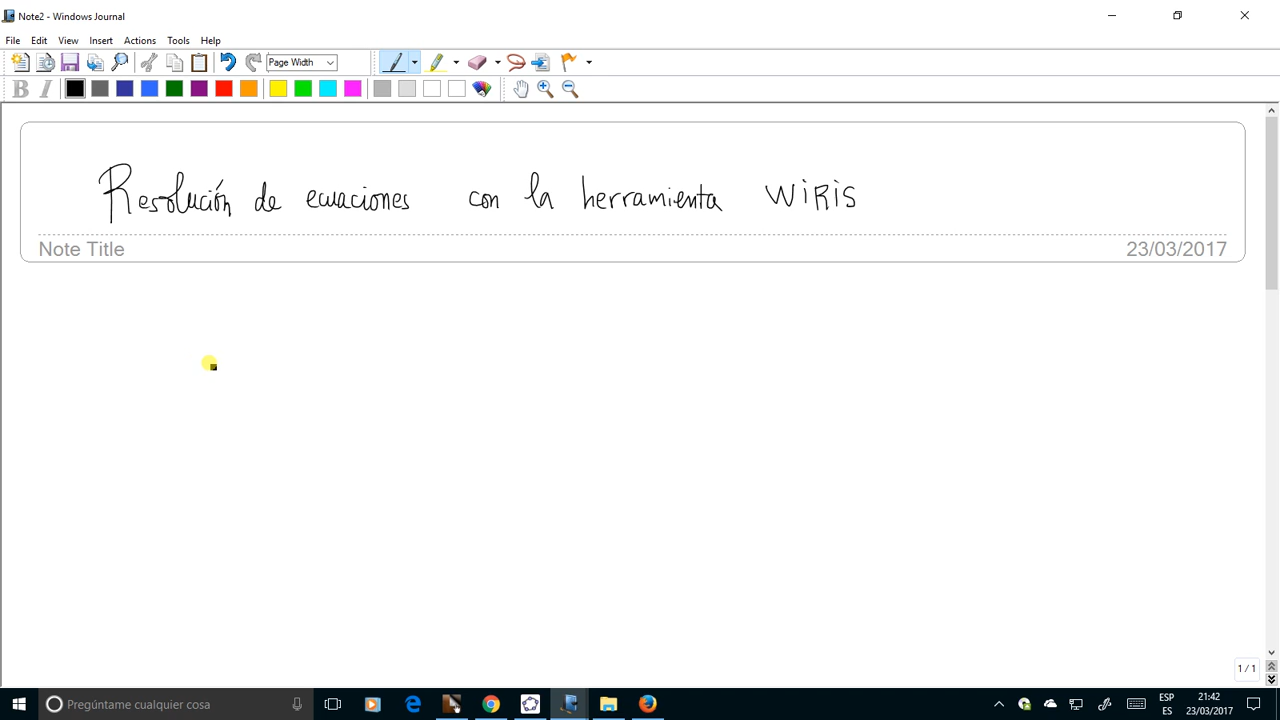 Note2 - Windows Journal
File Edit View Insert Actions Tools Help
Page Width
B I
Resolución de ecuaciones con la herramienta WIRIS
Note Title 23/03/2017
1 / 1
Pregúntame cualquier cosa
ESP 21:42
ES 23/03/2017